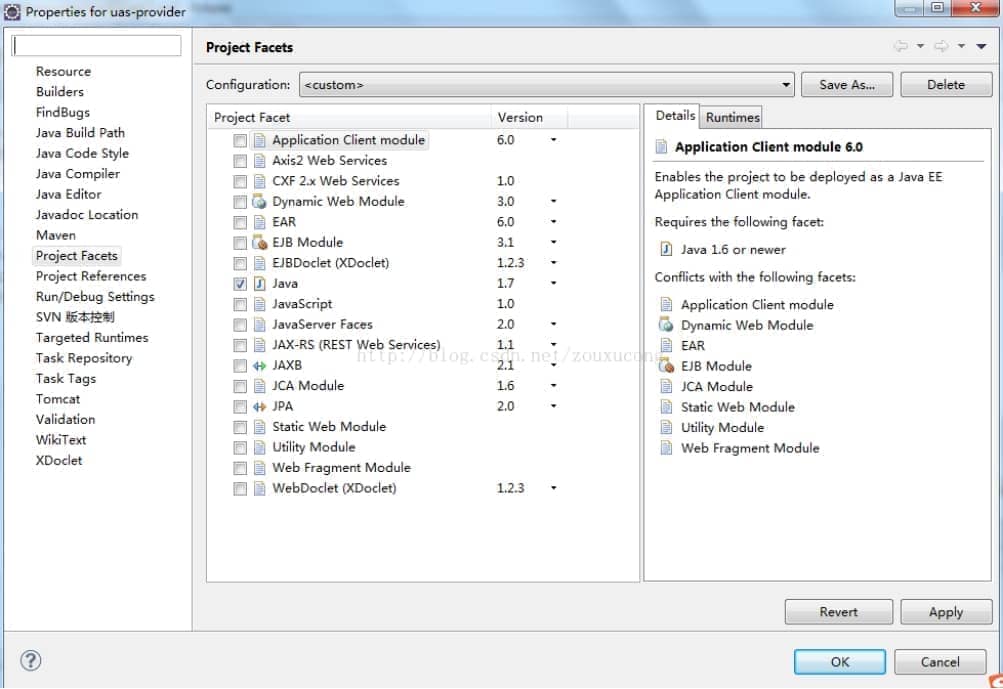 Properties for uas-provider
Resource
Builders
FindBugs
Java Build Path
Java Code Style
Java Compiler
Java Editor
Javadoc Location
Maven
Project Facets
Project References
Run/Debug Settings
SVN 版本控制
Targeted Runtimes
Task Repository
Task Tags
Tomcat
Validation
WikiText
XDoclet
Project Facets
Configuration: <custom> Save As... Delete
Project Facet Version
Application Client module 6.0
Axis2 Web Services
CXF 2.x Web Services 1.0
Dynamic Web Module 3.0
EAR 6.0
EJB Module 3.1
EJBDoclet (XDoclet) 1.2.3
Java 1.7
JavaScript 1.0
JavaServer Faces 2.0
JAX-RS (REST Web Services) 1.1
http://blog.csdn.net/zouxucong
JAXB 2.1
JCA Module 1.6
JPA 2.0
Static Web Module
Utility Module
Web Fragment Module
WebDoclet (XDoclet) 1.2.3
Details Runtimes
Application Client module 6.0
Enables the project to be deployed as a Java EE
Application Client module.
Requires the following facet:
Java 1.6 or newer
Conflicts with the following facets:
Application Client module
Dynamic Web Module
EAR
EJB Module
JCA Module
Static Web Module
Utility Module
Web Fragment Module
Revert Apply
OK Cancel